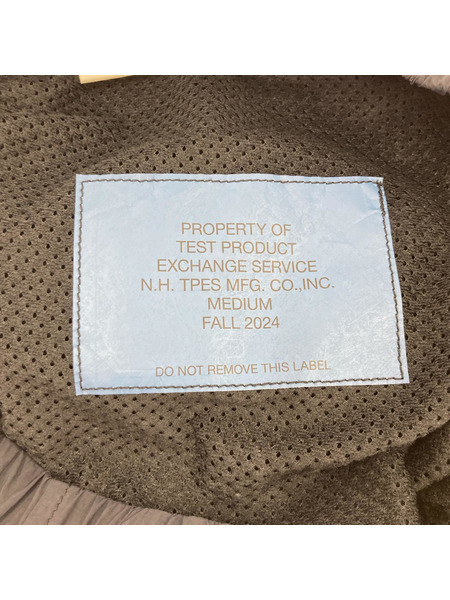 PROPERTY OF
TEST PRODUCT
EXCHANGE SERVICE
N.H. TPES MFG. CO.,INC.
MEDIUM
FALL 2024
DO NOT REMOVE THIS LABEL